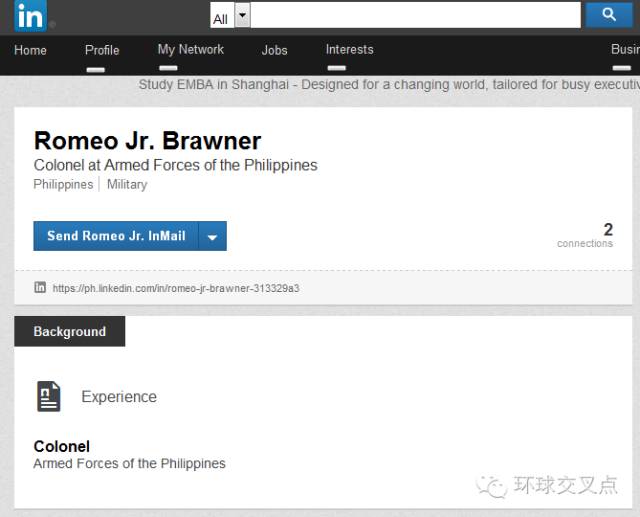 in
All
Home Profile My Network Jobs Interests Busin
Study EMBA in Shanghai - Designed for a changing world, tailored for busy executiv
Romeo Jr. Brawner
Colonel at Armed Forces of the Philippines
Philippines Military
Send Romeo Jr. InMail
2
connections
in https://ph.linkedin.com/in/romeo-jr-brawner-313329a3
Background
Experience
Colonel
Armed Forces of the Philippines
环球交叉点